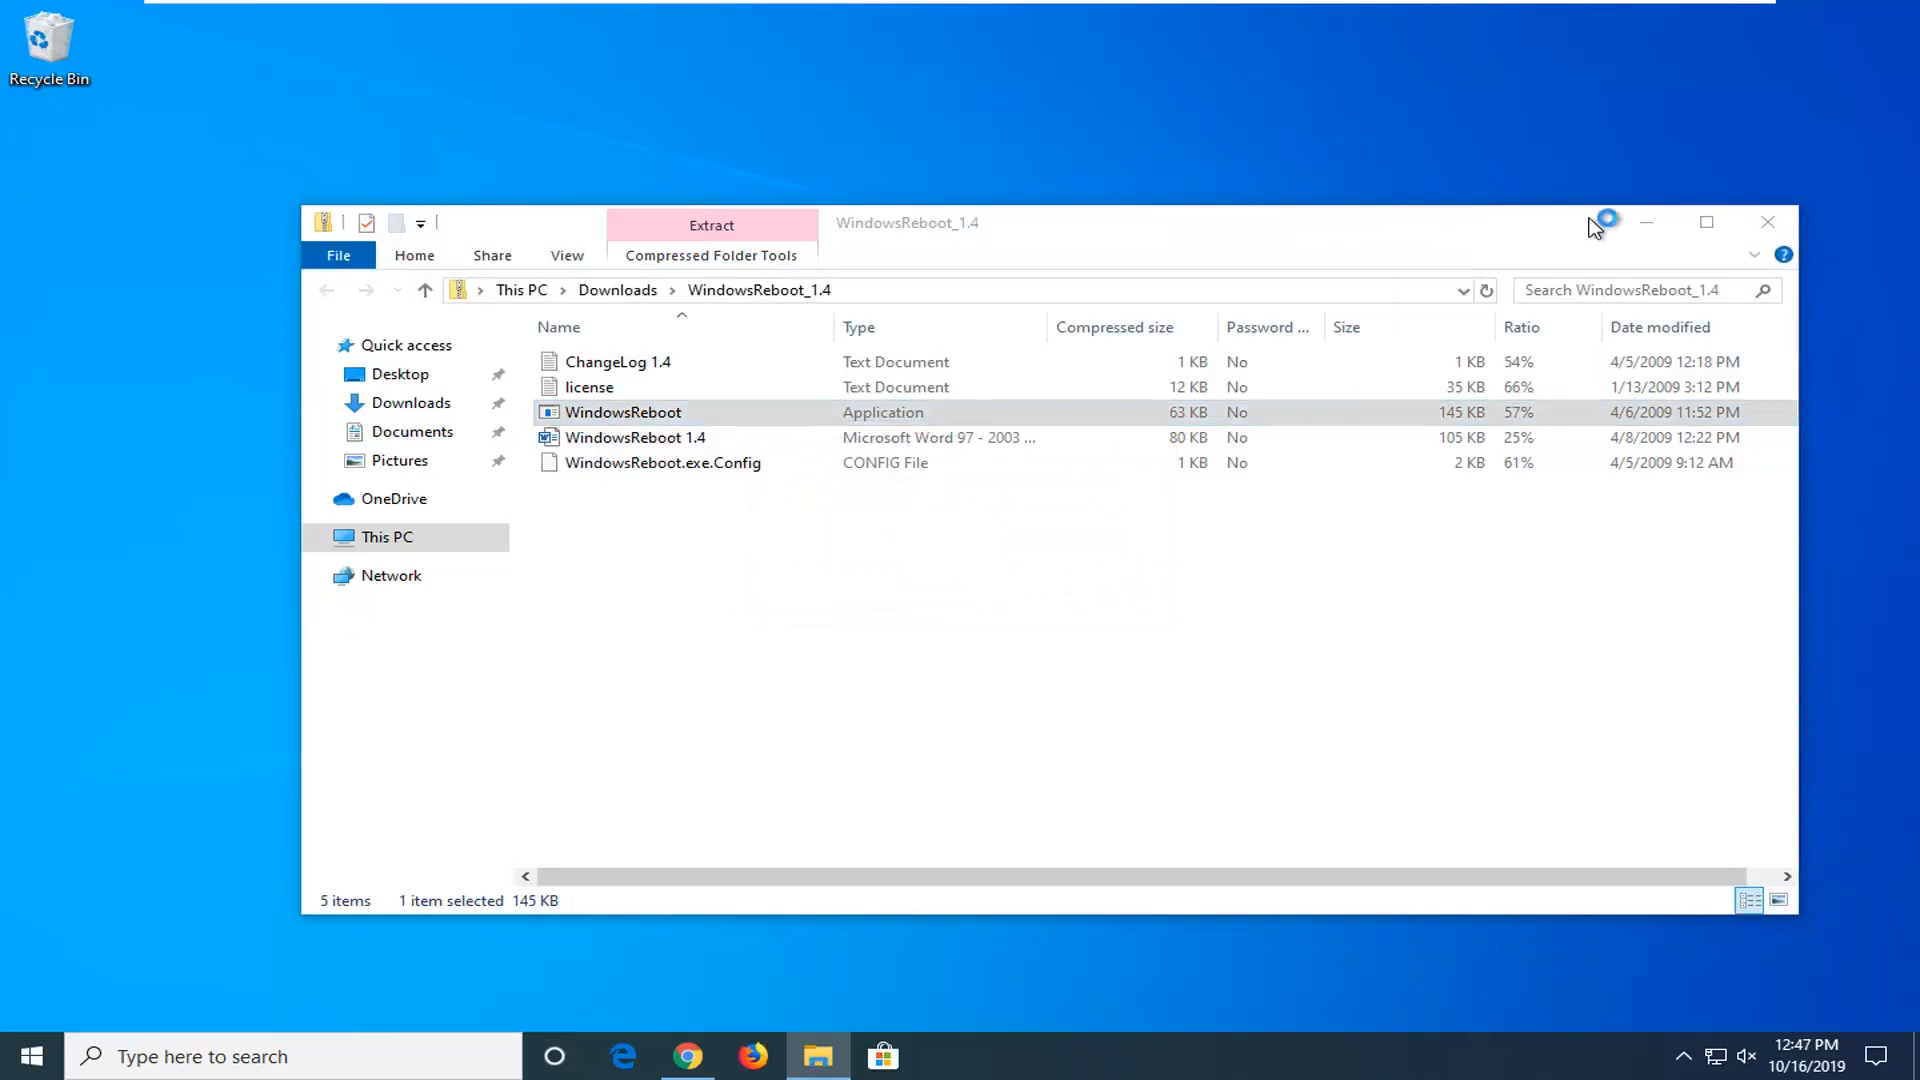 Recycle Bin
Extract
WindowsReboot_1.4
File
Home
Share
View
Compressed Folder Tools
This PC
Downloads
WindowsReboot_1.4
Search WindowsReboot_1.4
Name
Type
Compressed size
Password ...
Size
Ratio
Date modified
Quick access
Desktop
Downloads
Documents
Pictures
OneDrive
This PC
Network
ChangeLog 1.4 Text Document 1 KB No 1 KB 54% 4/5/2009 12:18 PM
license Text Document 12 KB No 35 KB 66% 1/13/2009 3:12 PM
WindowsReboot Application 63 KB No 145 KB 57% 4/6/2009 11:52 PM
WindowsReboot 1.4 Microsoft Word 97 - 2003 ... 80 KB No 105 KB 25% 4/8/2009 12:22 PM
WindowsReboot.exe.Config CONFIG File 1 KB No 2 KB 61% 4/5/2009 9:12 AM
5 items 1 item selected 145 KB
Type here to search
12:47 PM
10/16/2019